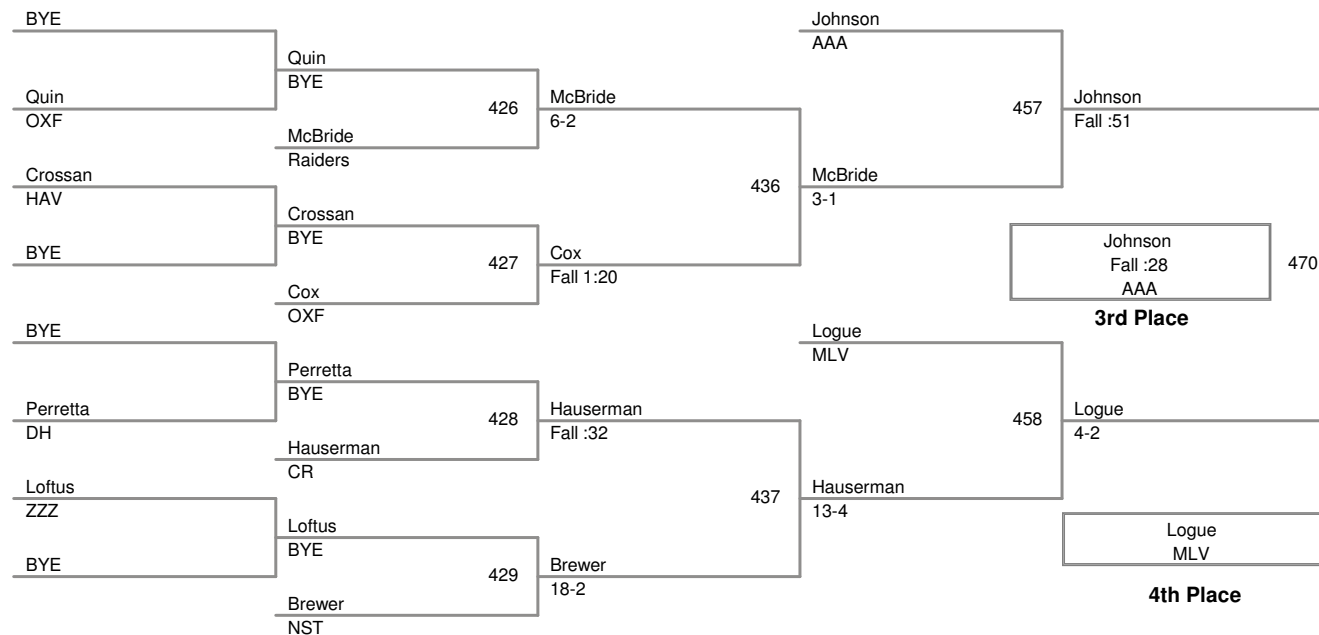 BYE
Johnson
AAA
Quin
BYE
Quin
OXF
426
McBride
6-2
457
Johnson
Fall :51
McBride
Raiders
Crossan
HAV
436
McBride
3-1
Crossan
BYE
Johnson
Fall :28
AAA
470
3rd Place
BYE
427
Cox
Fall 1:20
Cox
OXF
BYE
Logue
MLV
Perretta
BYE
Perretta
DH
428
Hauserman
Fall :32
458
Logue
4-2
Hauserman
CR
Loftus
ZZZ
437
Hauserman
13-4
Loftus
BYE
Logue
MLV
4th Place
BYE
429
Brewer
18-2
Brewer
NST